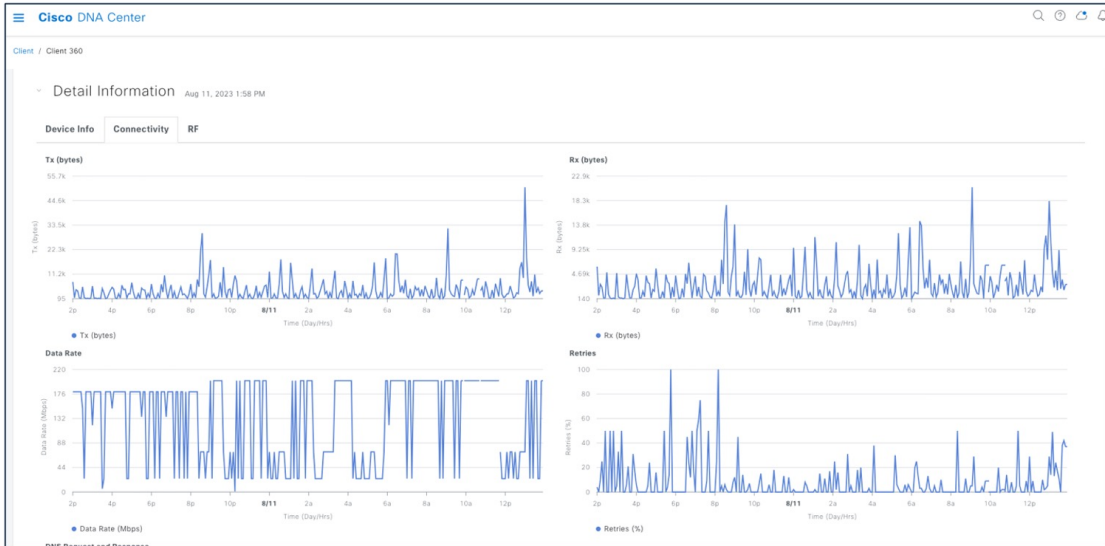 Cisco DNA Center
Client / Client 360
Detail Information Aug 11, 2023 1:58 PM
Device Info Connectivity RF
Tx (bytes)
55.7k
44.6k
33.5k
22.3k
11.2k
95
Tx (bytes)
2p 4p 6p 8p 10p 8/11 2a 4a 6a 8a 10a 12p
Time (Day/Hrs)
Tx (bytes)
Rx (bytes)
22.9k
18.3k
13.8k
9.25k
4.69k
140
Rx (bytes)
2p 4p 6p 8p 10p 8/11 2a 4a 6a 8a 10a 12p
Time (Day/Hrs)
Rx (bytes)
Data Rate
220
176
132
88
44
0
Data Rate (Mbps)
2p 4p 6p 8p 10p 8/11 2a 4a 6a 8a 10a 12p
Time (Day/Hrs)
Data Rate (Mbps)
Retries
100
80
60
40
20
0
Retries (%)
2p 4p 6p 8p 10p 8/11 2a 4a 6a 8a 10a 12p
Time (Day/Hrs)
Retries (%)
DNS Request and Response